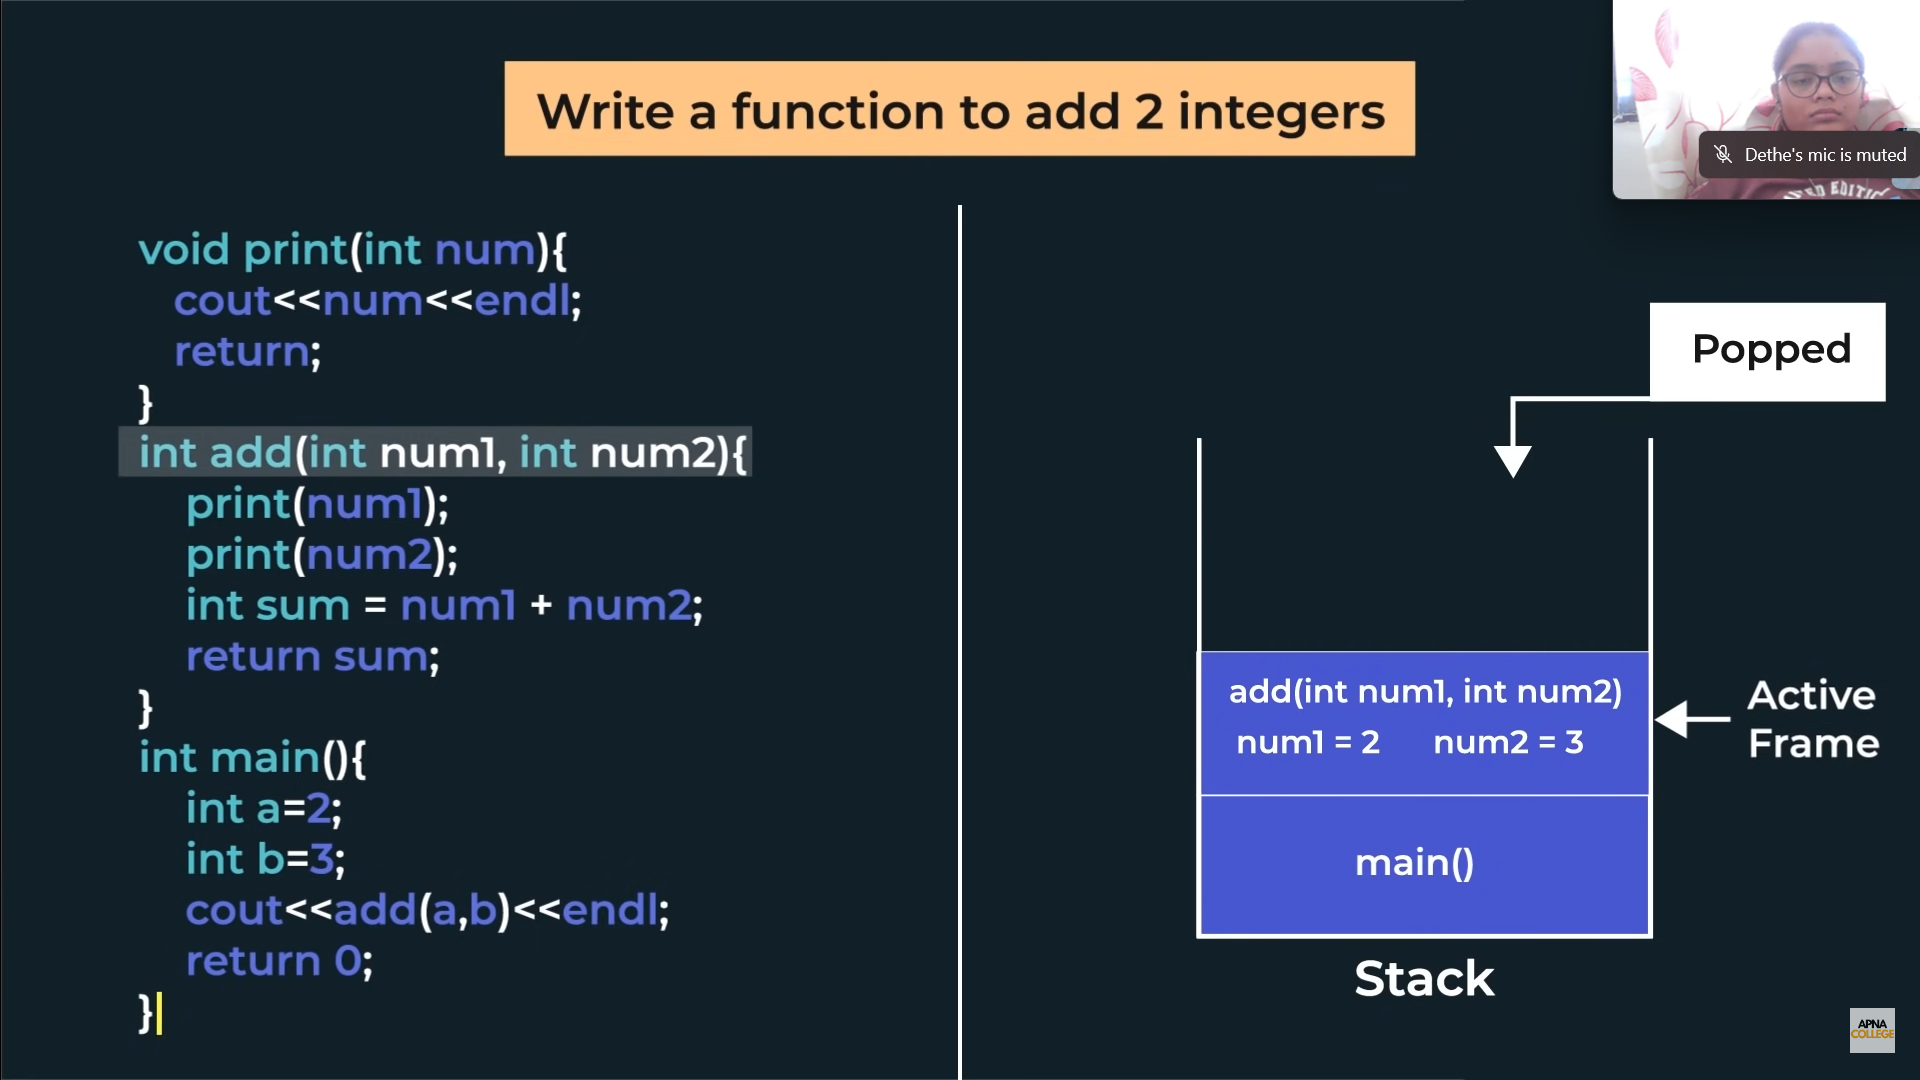 Write a function to add 2 integers
Dethe's mic is muted
void print(int num){
cout<<num<<endl;
return;
}
int add(int num1, int num2){
print(num1);
print(num2);
int sum = num1 + num2;
return sum;
}
int main(){
int a=2;
int b=3;
cout<<add(a,b)<<endl;
return 0;
}
Popped
add(int num1, int num2)
num1 = 2 num2 = 3
Active
Frame
main()
Stack
APNA
COLLEGE